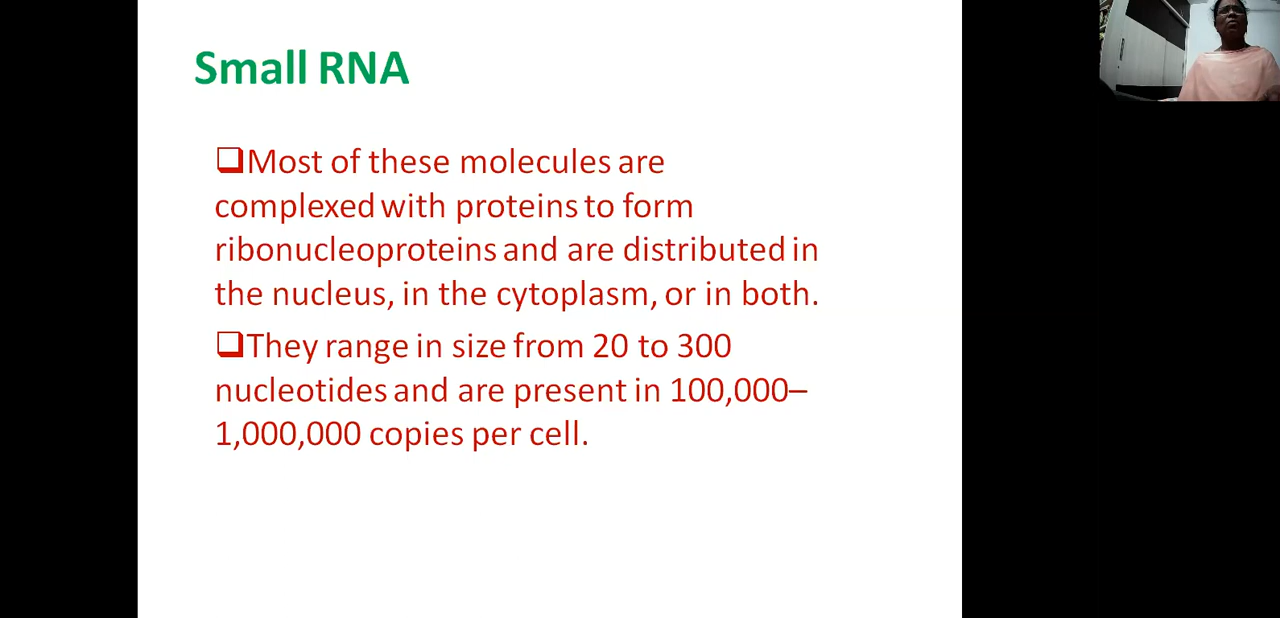 Small RNA
❑Most of these molecules are
complexed with proteins to form
ribonucleoproteins and are distributed in
the nucleus, in the cytoplasm, or in both.
❑They range in size from 20 to 300
nucleotides and are present in 100,000–
1,000,000 copies per cell.